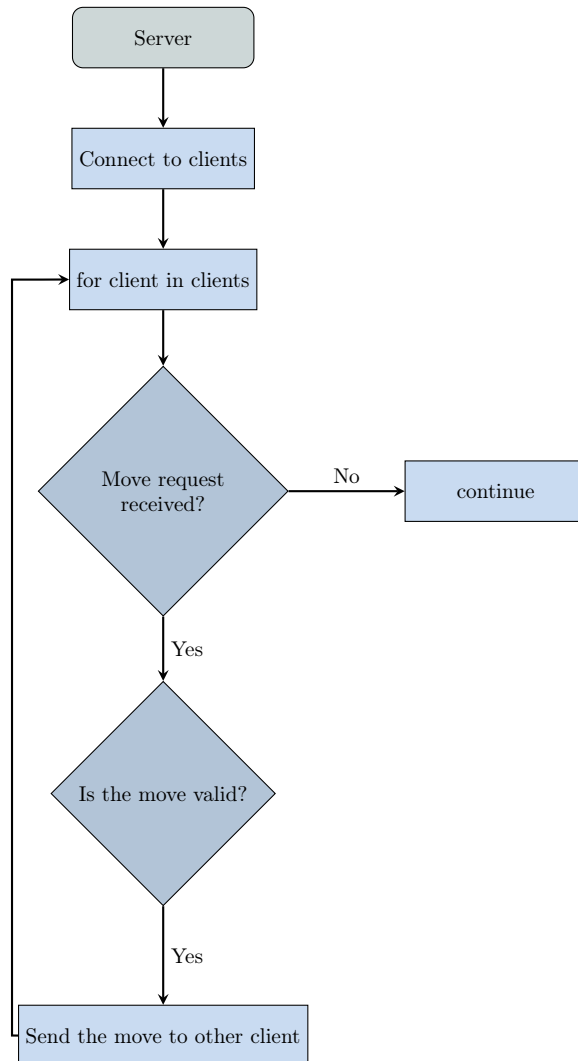 Server
Connect to clients
for client in clients
Move request
received?
No
continue
Yes
Is the move valid?
Yes
Send the move to other client